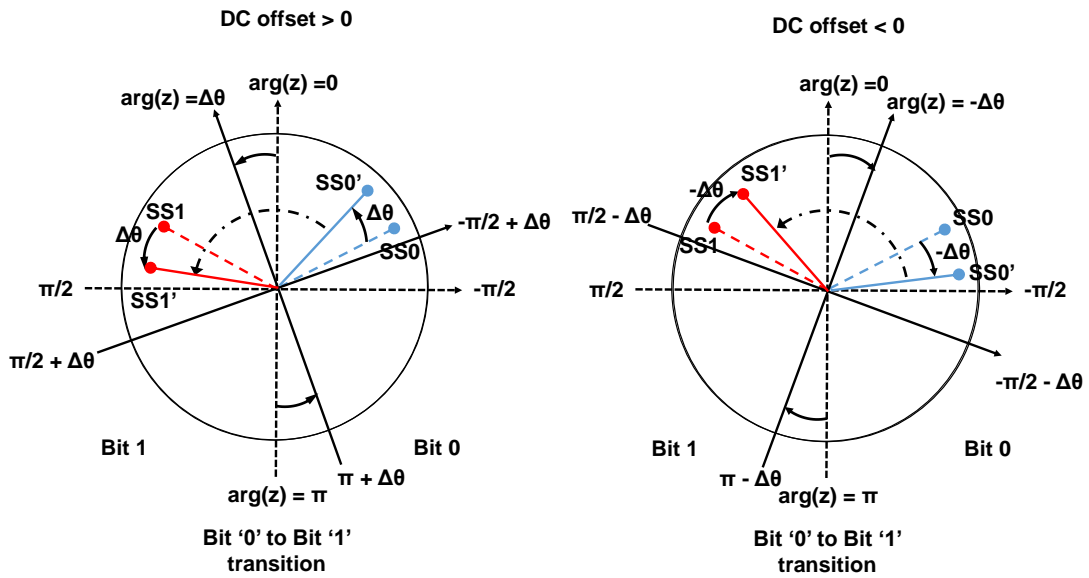 DC offset > 0
arg(z) =0
arg(z) =Δθ
SS0’
SS1
Δθ
Δθ
-π/2 + Δθ
SS0
SS1’
π/2
-π/2
π/2 + Δθ
Bit 1
Bit 0
π + Δθ
arg(z) = π
Bit ‘0’ to Bit ‘1’
transition
DC offset < 0
arg(z) =0
arg(z) = -Δθ
SS1’
-Δθ
π/2 - Δθ
SS0
SS1
-Δθ
SS0’
π/2
-π/2
-π/2 - Δθ
Bit 1
Bit 0
π - Δθ
arg(z) = π
Bit ‘0’ to Bit ‘1’
transition